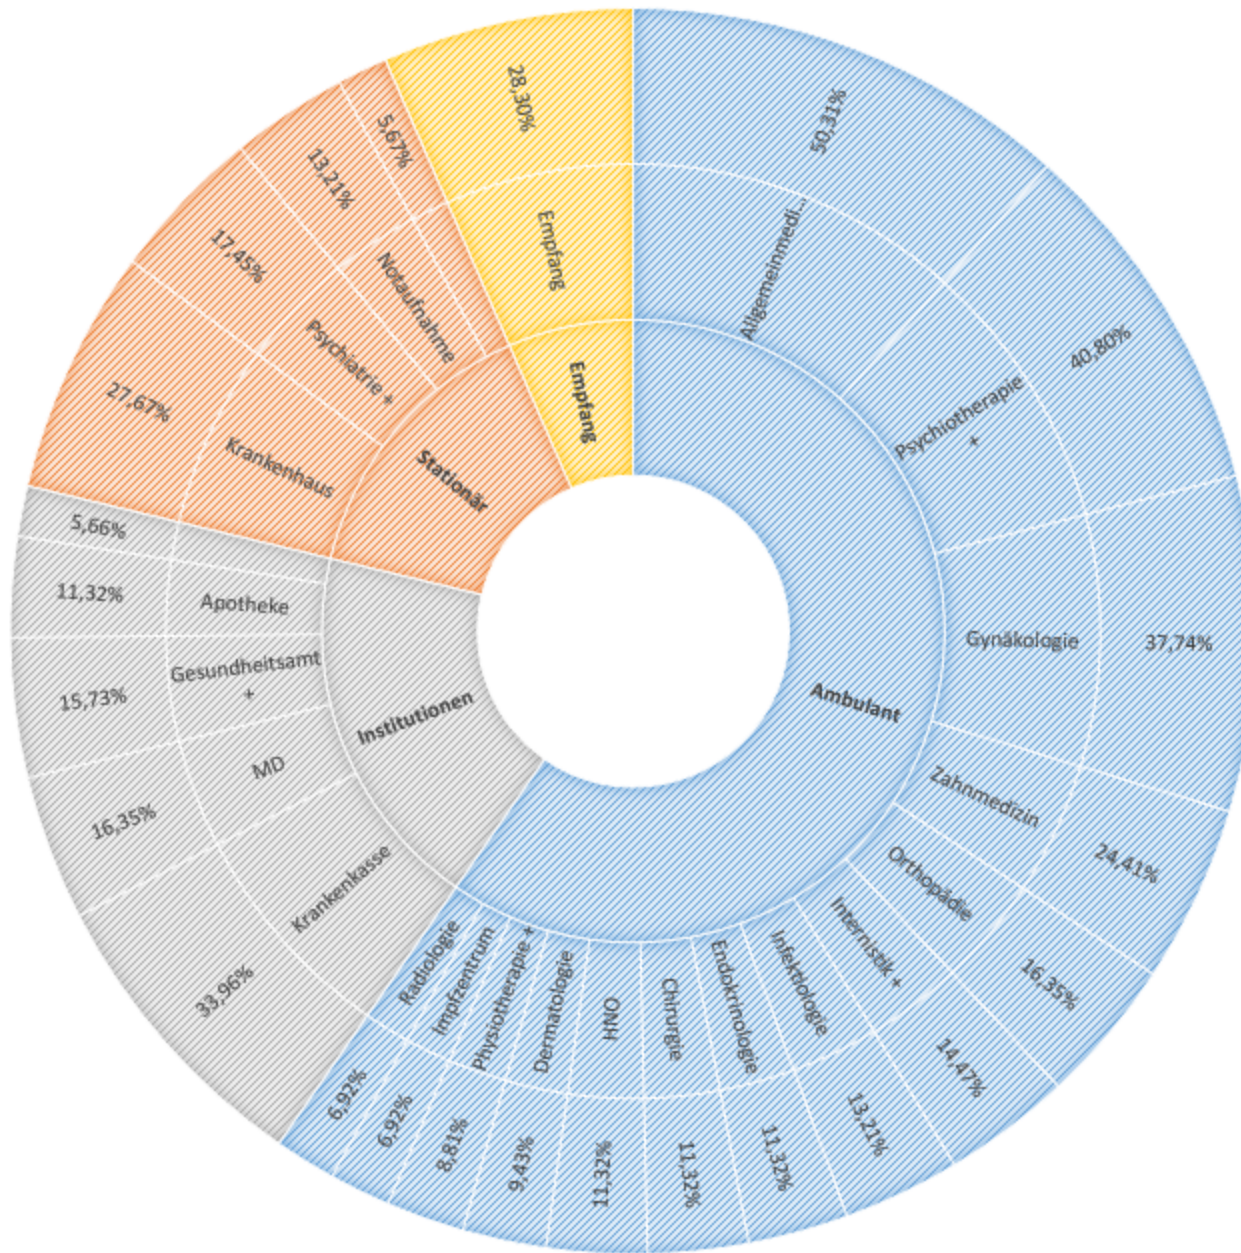 Ambulant
Allgemeinmedi...
50,31%
Psychiotherapie
+
40,80%
Gynäkologie
37,74%
Zahnmedizin
24,41%
Orthopädie
16,35%
Internistik +
14,47%
Infektiologie
13,21%
Endokrinologie
11,32%
Chirurgie
11,32%
HNO
11,32%
Dermatologie
9,43%
Physiotherapie +
8,81%
Impfzentrum
6,92%
Radiologie
6,92%
Institutionen
Krankenkasse
33,96%
MD
16,35%
Gesundheitsamt
+
15,73%
Apotheke
11,32%
5,66%
Stationär
Krankenhaus
27,67%
Psychiatrie +
17,45%
Notaufnahme
13,21%
5,67%
Empfang
Empfang
28,30%